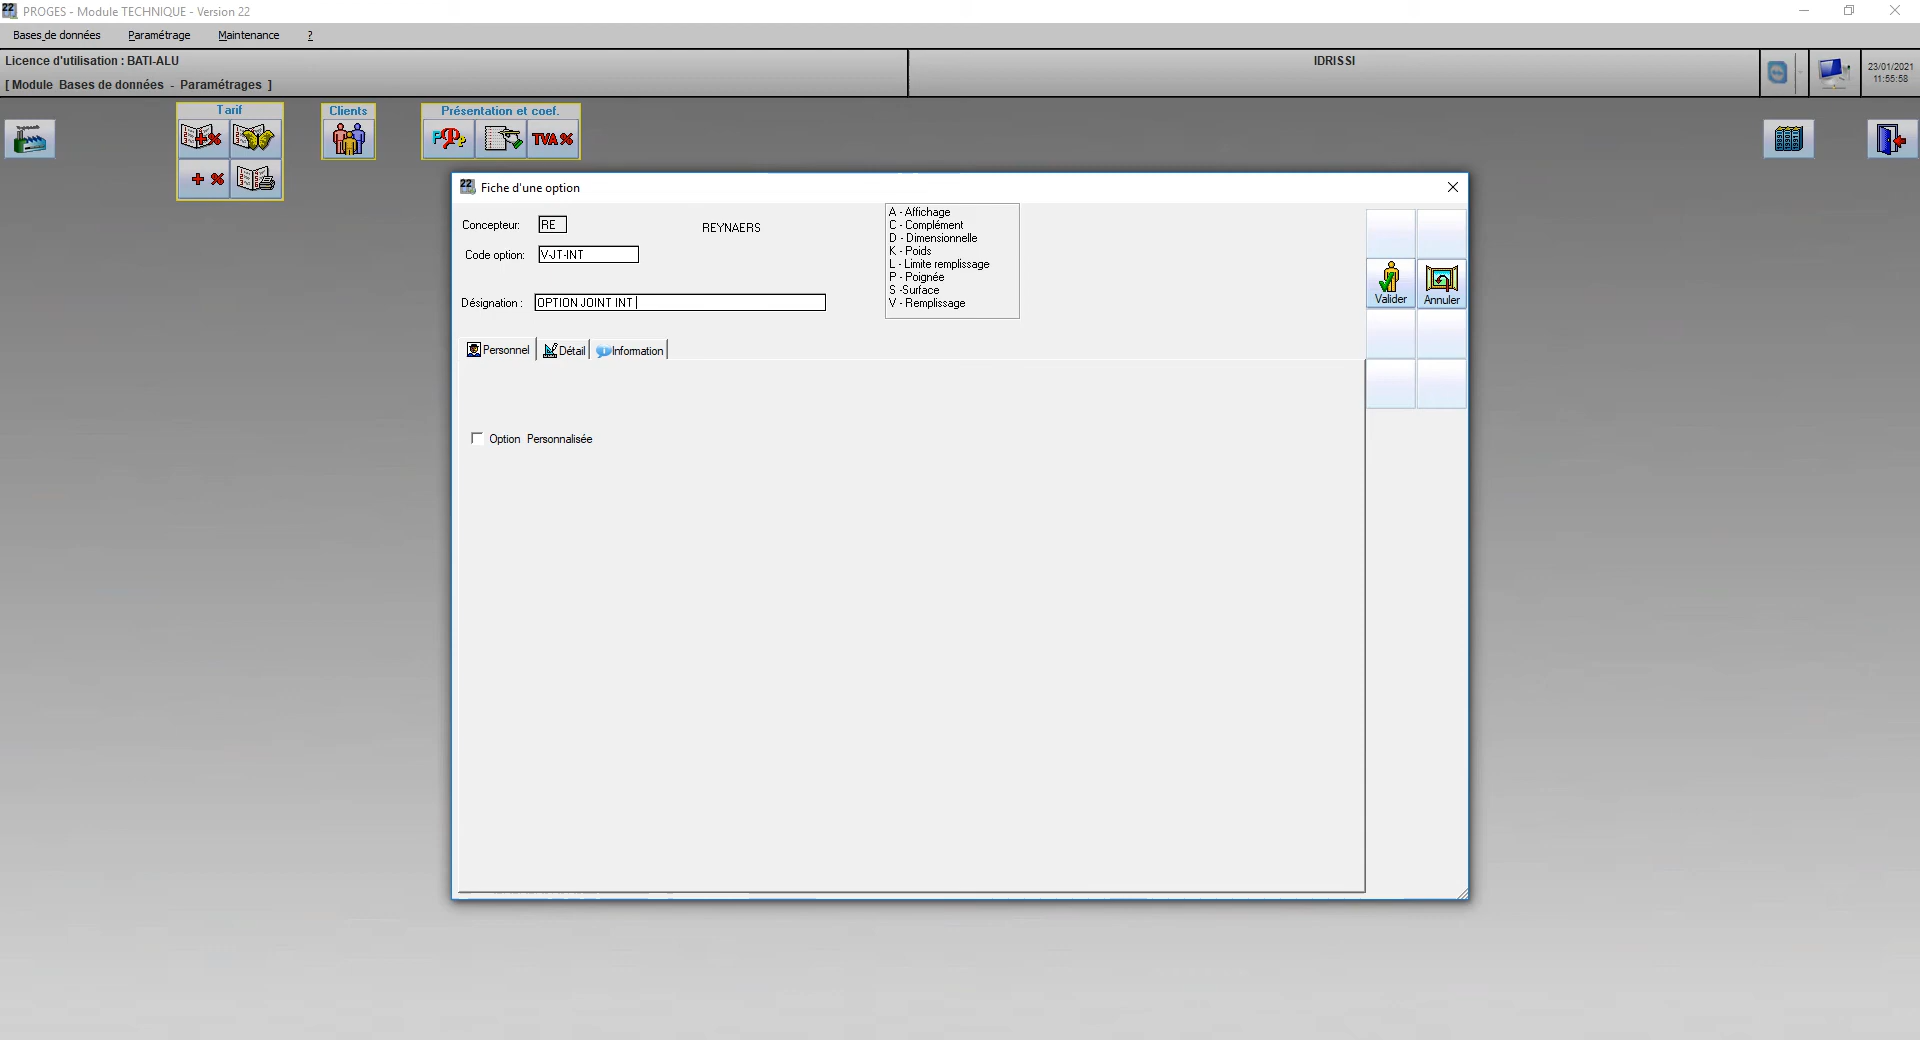 PROGES - Module TECHNIQUE - Version 22
Bases de données Paramétrage Maintenance ?
Licence d'utilisation : BATI-ALU
IDRISSI
[ Module Bases de données - Paramétrages ]
23/01/2021
11:55:58
Tarif
Clients
Présentation et coef.
TVA %
22 Fiche d'une option
Concepteur: RE REYNAERS
Code option: V-JT-INT
Désignation : OPTION JOINT INT
A - Affichage
C - Complément
D - Dimensionnelle
K - Poids
L - Limite remplissage
P - Poignée
S -Surface
V - Remplissage
Valider
Annuler
Personnel Détail Information
Option Personnalisée